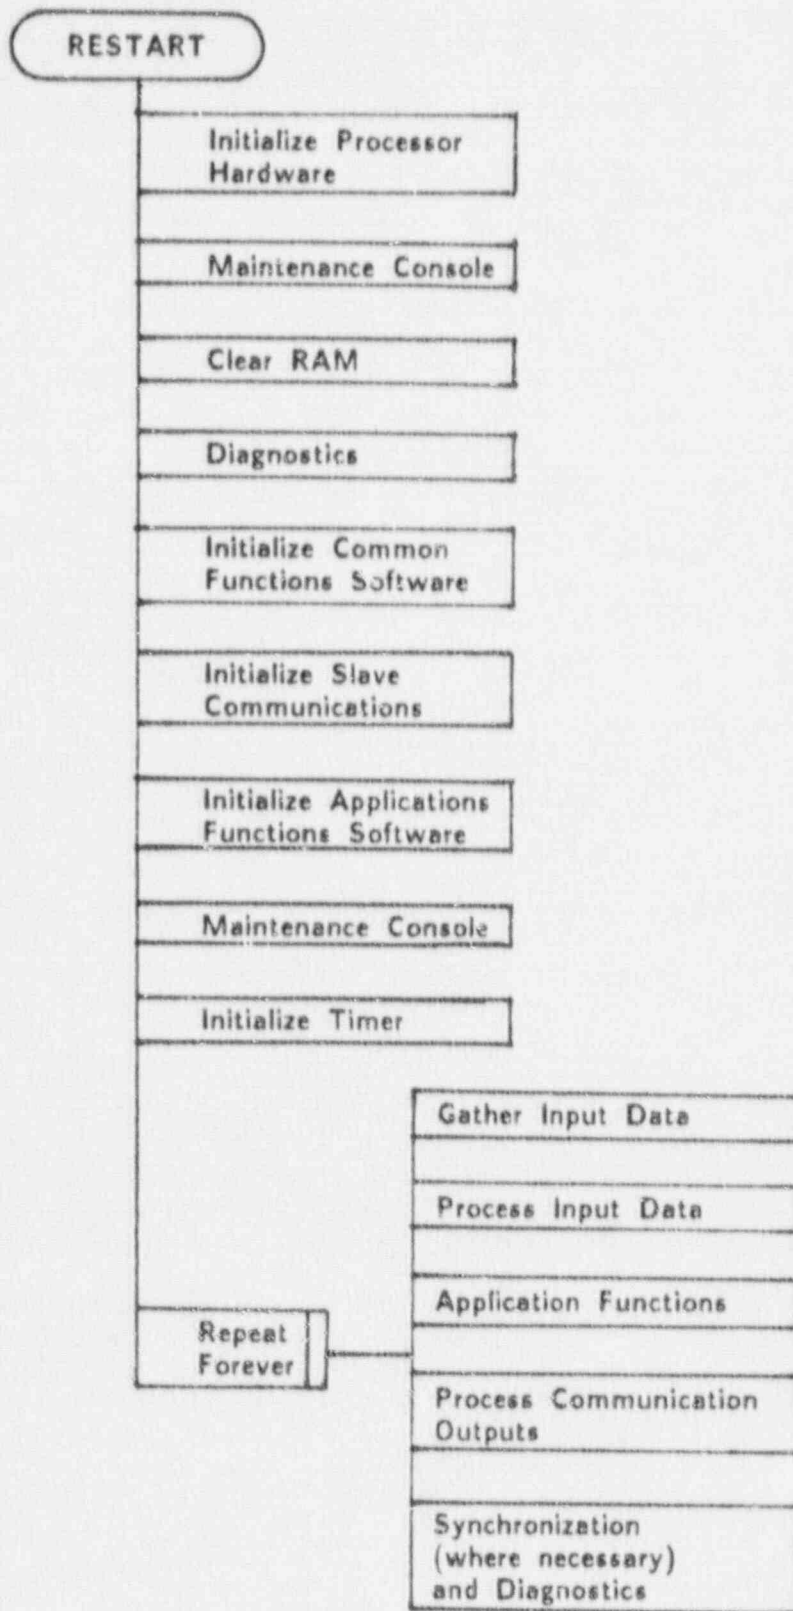 RESTART
Initialize Processor
Hardware
Maintenance Console
Clear RAM
Diagnostics
Initialize Common
Functions Software
Initialize Slave
Communications
Initialize Applications
Functions Software
Maintenance Console
Initialize Timer
Gather Input Data
Process Input Data
Application Functions
Repeat
Forever
Process Communication
Outputs
Synchronization
(where necessary)
and Diagnostics